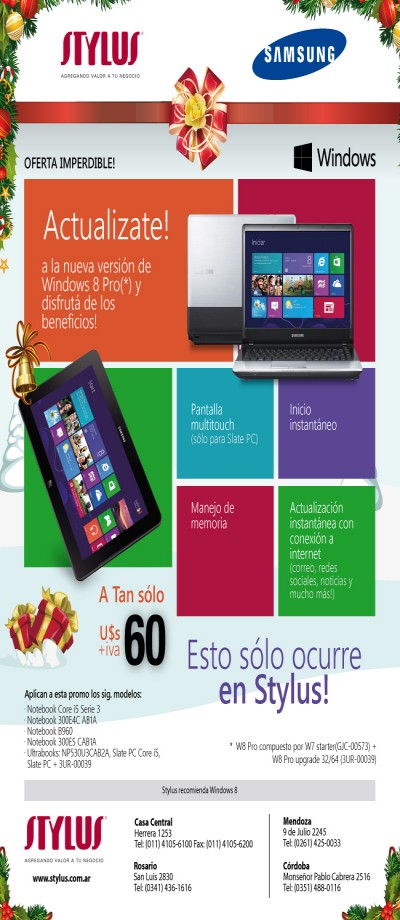 STYLUS
AGREGANDO VALOR A TU NEGOCIO
SAMSUNG
OFERTA IMPERDIBLE!
Windows
Actualizate!
a la nueva versión de
Windows 8 Pro(*) y
disfrutá de los
beneficios!
Iniciar
SAMSUNG
Start
Pantalla
multitouch
(sólo para Slate PC)
Inicio
instantáneo
Manejo de
memoria
Actualización
instantánea con
conexión a
internet
(correo, redes
sociales, noticias y
mucho más!)
A Tan sólo
U$s
+iva
60
Esto sólo ocurre
en Stylus!
Aplican a esta promo los sig. modelos:
· Notebook Core i5 Serie 3
· Notebook 300E4C AB1A
· Notebook B960
· Notebook 300E5 CAB1A
· Ultrabooks: NP530U3CAB2A, Slate PC Core i5,
Slate PC + 3UR-00039
* W8 Pro compuesto por W7 starter(GJC-00573) +
W8 Pro upgrade 32/64 (3UR-00039)
Stylus recomienda Windows 8
STYLUS
AGREGANDO VALOR A TU NEGOCIO
www.stylus.com.ar
Casa Central
Herrera 1253
Tel: (011) 4105-6100 Fax: (011) 4105-6200
Rosario
San Luis 2830
Tel: (0341) 436-1616
Mendoza
9 de Julio 2245
Tel: (0261) 425-0033
Córdoba
Monseñor Pablo Cabrera 2516
Tel: (0351) 488-0116